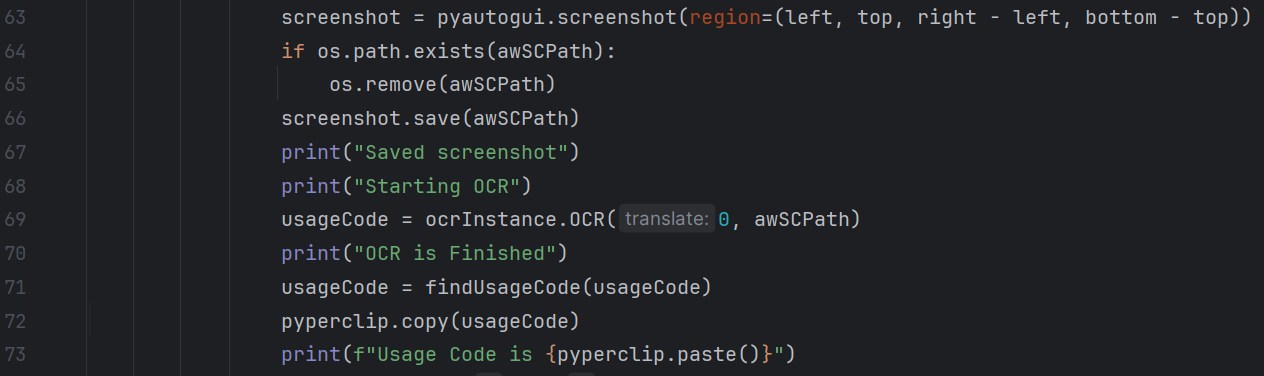 63 screenshot = pyautogui.screenshot(region=(left, top, right - left, bottom - top))
64 if os.path.exists(awSCPath):
65 os.remove(awSCPath)
66 screenshot.save(awSCPath)
67 print("Saved screenshot")
68 print("Starting OCR")
69 usageCode = ocrInstance.OCR( translate: 0, awSCPath)
70 print("OCR is Finished")
71 usageCode = findUsageCode(usageCode)
72 pyperclip.copy(usageCode)
73 print(f"Usage Code is {pyperclip.paste()}")